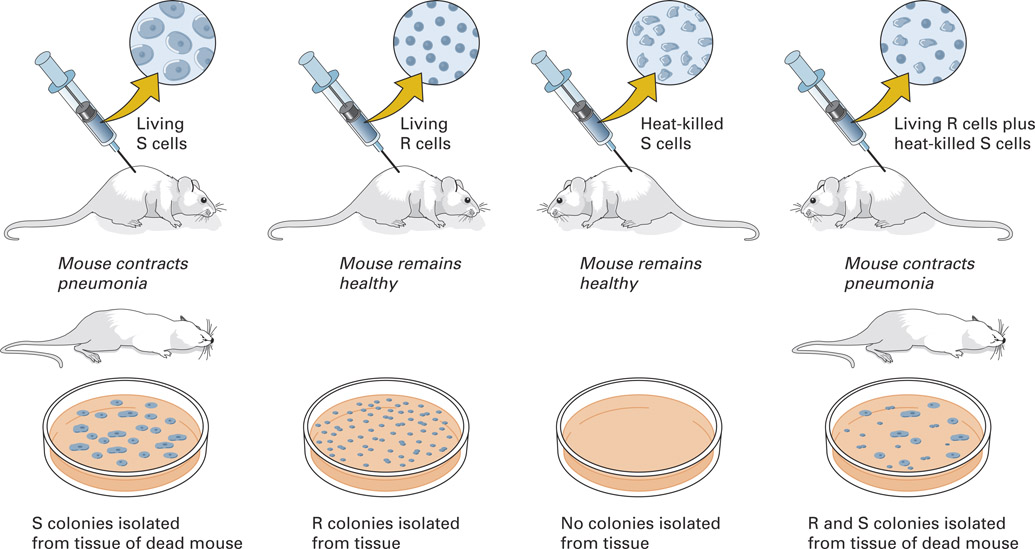 Living
S cells
Living
R cells
Heat-killed
S cells
Living R cells plus
heat-killed S cells
Mouse contracts
pneumonia
Mouse remains
healthy
Mouse remains
healthy
Mouse contracts
pneumonia
S colonies isolated
from tissue of dead mouse
R colonies isolated
from tissue
No colonies isolated
from tissue
R and S colonies isolated
from tissue of dead mouse